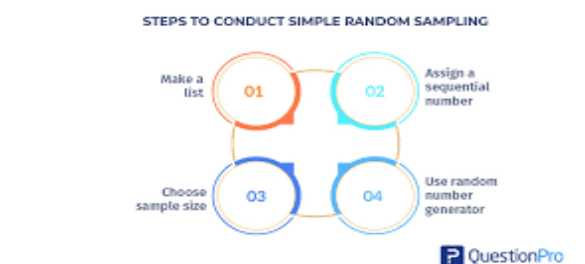 STEPS TO CONDUCT SIMPLE RANDOM SAMPLING
Make a
list
01
02
Assign a
sequential
number
Choose
sample size
03
04
Use random
number
generator
QuestionPro